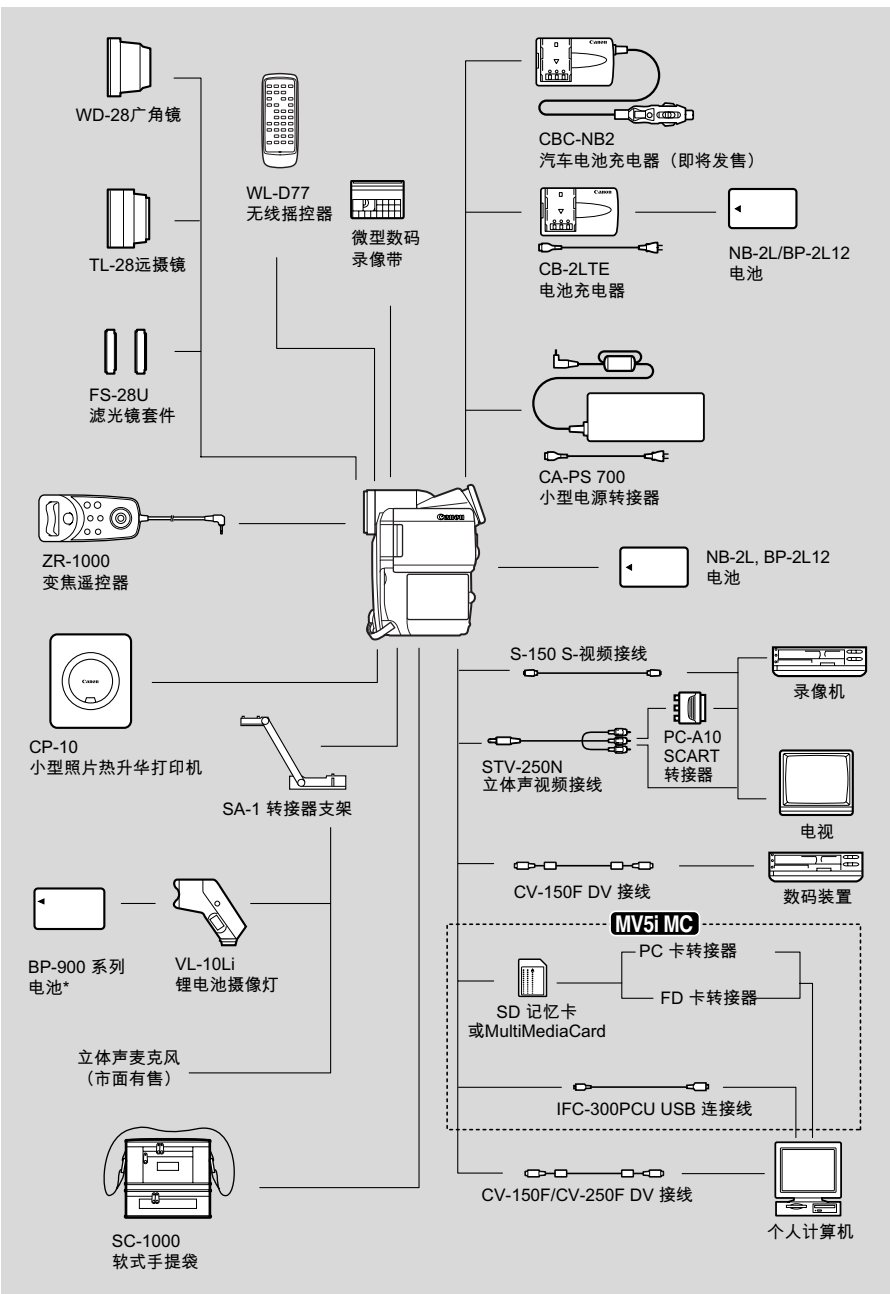 WD-28广角镜
TL-28远摄镜
FS-28U
滤光镜套件
WL-D77
无线摇控器
微型数码
录像带
Canon
CBC-NB2
汽车电池充电器（即将发售）
Canon
CB-2LTE
电池充电器
NB-2L/BP-2L12
电池
CA-PS 700
小型电源转接器
ZR-1000
变焦遥控器
Canon
NB-2L, BP-2L12
电池
Canon
CP-10
小型照片热升华打印机
SA-1 转接器支架
S-150 S-视频接线
录像机
STV-250N
立体声视频接线
PC-A10
SCART
转接器
电视
CV-150F DV 接线
数码装置
BP-900 系列
电池*
VL-10Li
锂电池摄像灯
立体声麦克风
（市面有售）
MV5i MC
PC 卡转接器
FD 卡转接器
SD 记忆卡
或MultiMediaCard
IFC-300PCU USB 连接线
CV-150F/CV-250F DV 接线
个人计算机
SC-1000
软式手提袋